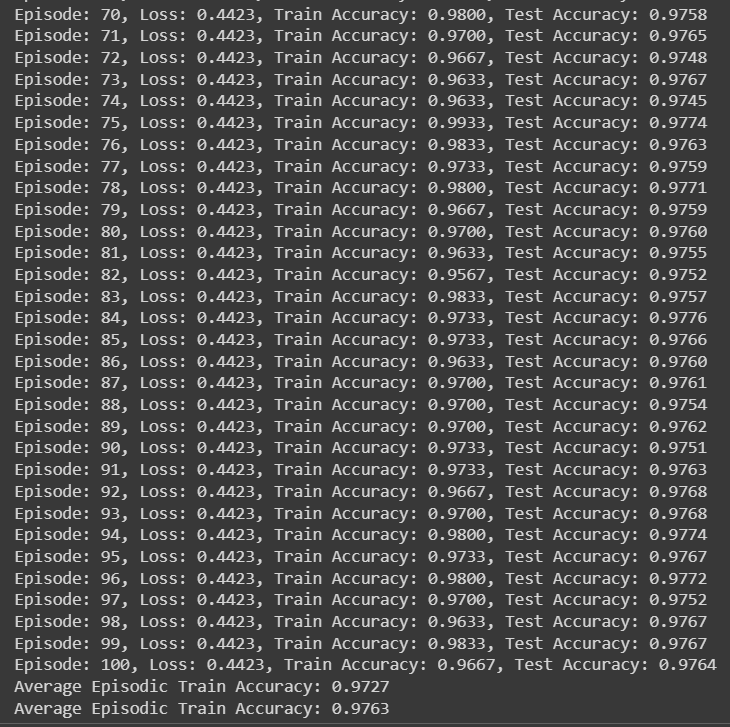 Episode: 70, Loss: 0.4423, Train Accuracy: 0.9800, Test Accuracy: 0.9758
Episode: 71, Loss: 0.4423, Train Accuracy: 0.9700, Test Accuracy: 0.9765
Episode: 72, Loss: 0.4423, Train Accuracy: 0.9667, Test Accuracy: 0.9748
Episode: 73, Loss: 0.4423, Train Accuracy: 0.9633, Test Accuracy: 0.9767
Episode: 74, Loss: 0.4423, Train Accuracy: 0.9633, Test Accuracy: 0.9745
Episode: 75, Loss: 0.4423, Train Accuracy: 0.9933, Test Accuracy: 0.9774
Episode: 76, Loss: 0.4423, Train Accuracy: 0.9833, Test Accuracy: 0.9763
Episode: 77, Loss: 0.4423, Train Accuracy: 0.9733, Test Accuracy: 0.9759
Episode: 78, Loss: 0.4423, Train Accuracy: 0.9800, Test Accuracy: 0.9771
Episode: 79, Loss: 0.4423, Train Accuracy: 0.9667, Test Accuracy: 0.9759
Episode: 80, Loss: 0.4423, Train Accuracy: 0.9700, Test Accuracy: 0.9760
Episode: 81, Loss: 0.4423, Train Accuracy: 0.9633, Test Accuracy: 0.9755
Episode: 82, Loss: 0.4423, Train Accuracy: 0.9567, Test Accuracy: 0.9752
Episode: 83, Loss: 0.4423, Train Accuracy: 0.9833, Test Accuracy: 0.9757
Episode: 84, Loss: 0.4423, Train Accuracy: 0.9733, Test Accuracy: 0.9776
Episode: 85, Loss: 0.4423, Train Accuracy: 0.9733, Test Accuracy: 0.9766
Episode: 86, Loss: 0.4423, Train Accuracy: 0.9633, Test Accuracy: 0.9760
Episode: 87, Loss: 0.4423, Train Accuracy: 0.9700, Test Accuracy: 0.9761
Episode: 88, Loss: 0.4423, Train Accuracy: 0.9700, Test Accuracy: 0.9754
Episode: 89, Loss: 0.4423, Train Accuracy: 0.9700, Test Accuracy: 0.9762
Episode: 90, Loss: 0.4423, Train Accuracy: 0.9733, Test Accuracy: 0.9751
Episode: 91, Loss: 0.4423, Train Accuracy: 0.9733, Test Accuracy: 0.9763
Episode: 92, Loss: 0.4423, Train Accuracy: 0.9667, Test Accuracy: 0.9768
Episode: 93, Loss: 0.4423, Train Accuracy: 0.9700, Test Accuracy: 0.9768
Episode: 94, Loss: 0.4423, Train Accuracy: 0.9800, Test Accuracy: 0.9774
Episode: 95, Loss: 0.4423, Train Accuracy: 0.9733, Test Accuracy: 0.9767
Episode: 96, Loss: 0.4423, Train Accuracy: 0.9800, Test Accuracy: 0.9772
Episode: 97, Loss: 0.4423, Train Accuracy: 0.9700, Test Accuracy: 0.9752
Episode: 98, Loss: 0.4423, Train Accuracy: 0.9633, Test Accuracy: 0.9767
Episode: 99, Loss: 0.4423, Train Accuracy: 0.9833, Test Accuracy: 0.9767
Episode: 100, Loss: 0.4423, Train Accuracy: 0.9667, Test Accuracy: 0.9764
Average Episodic Train Accuracy: 0.9727
Average Episodic Train Accuracy: 0.9763